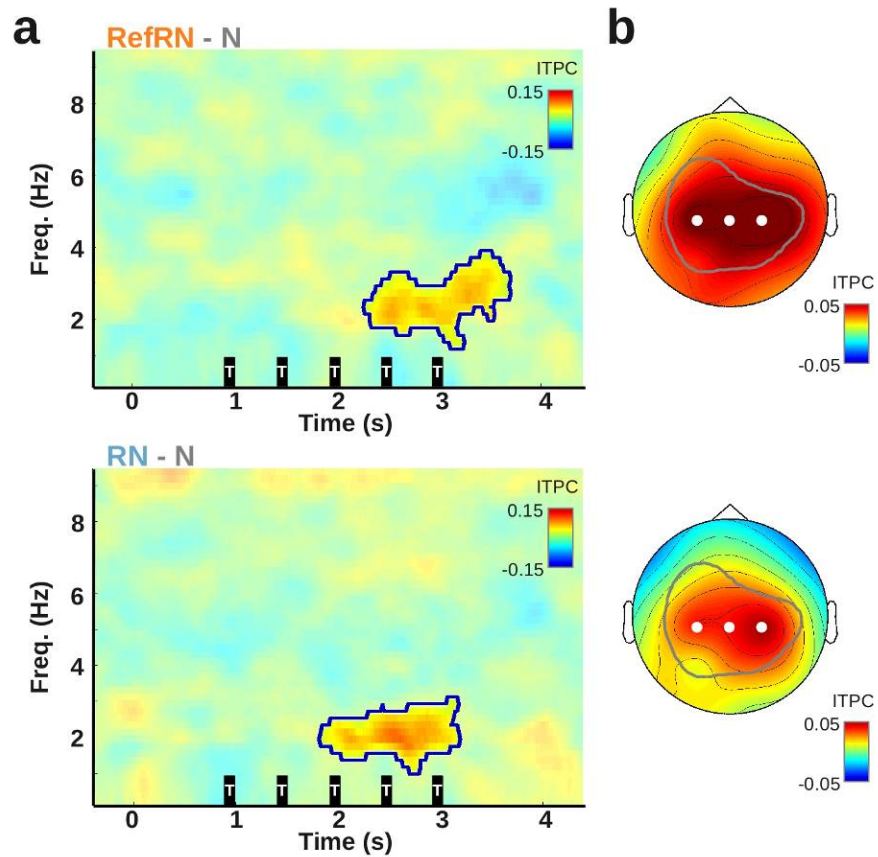 a
RefRN - N
ITPC
0.15
-0.15
8
6
4
2
Freq. (Hz)
T T T T T
0 1 2 3 4
Time (s)
b
ITPC
0.05
-0.05
RN - N
ITPC
0.15
-0.15
8
6
4
2
Freq. (Hz)
T T T T T
0 1 2 3 4
Time (s)
ITPC
0.05
-0.05